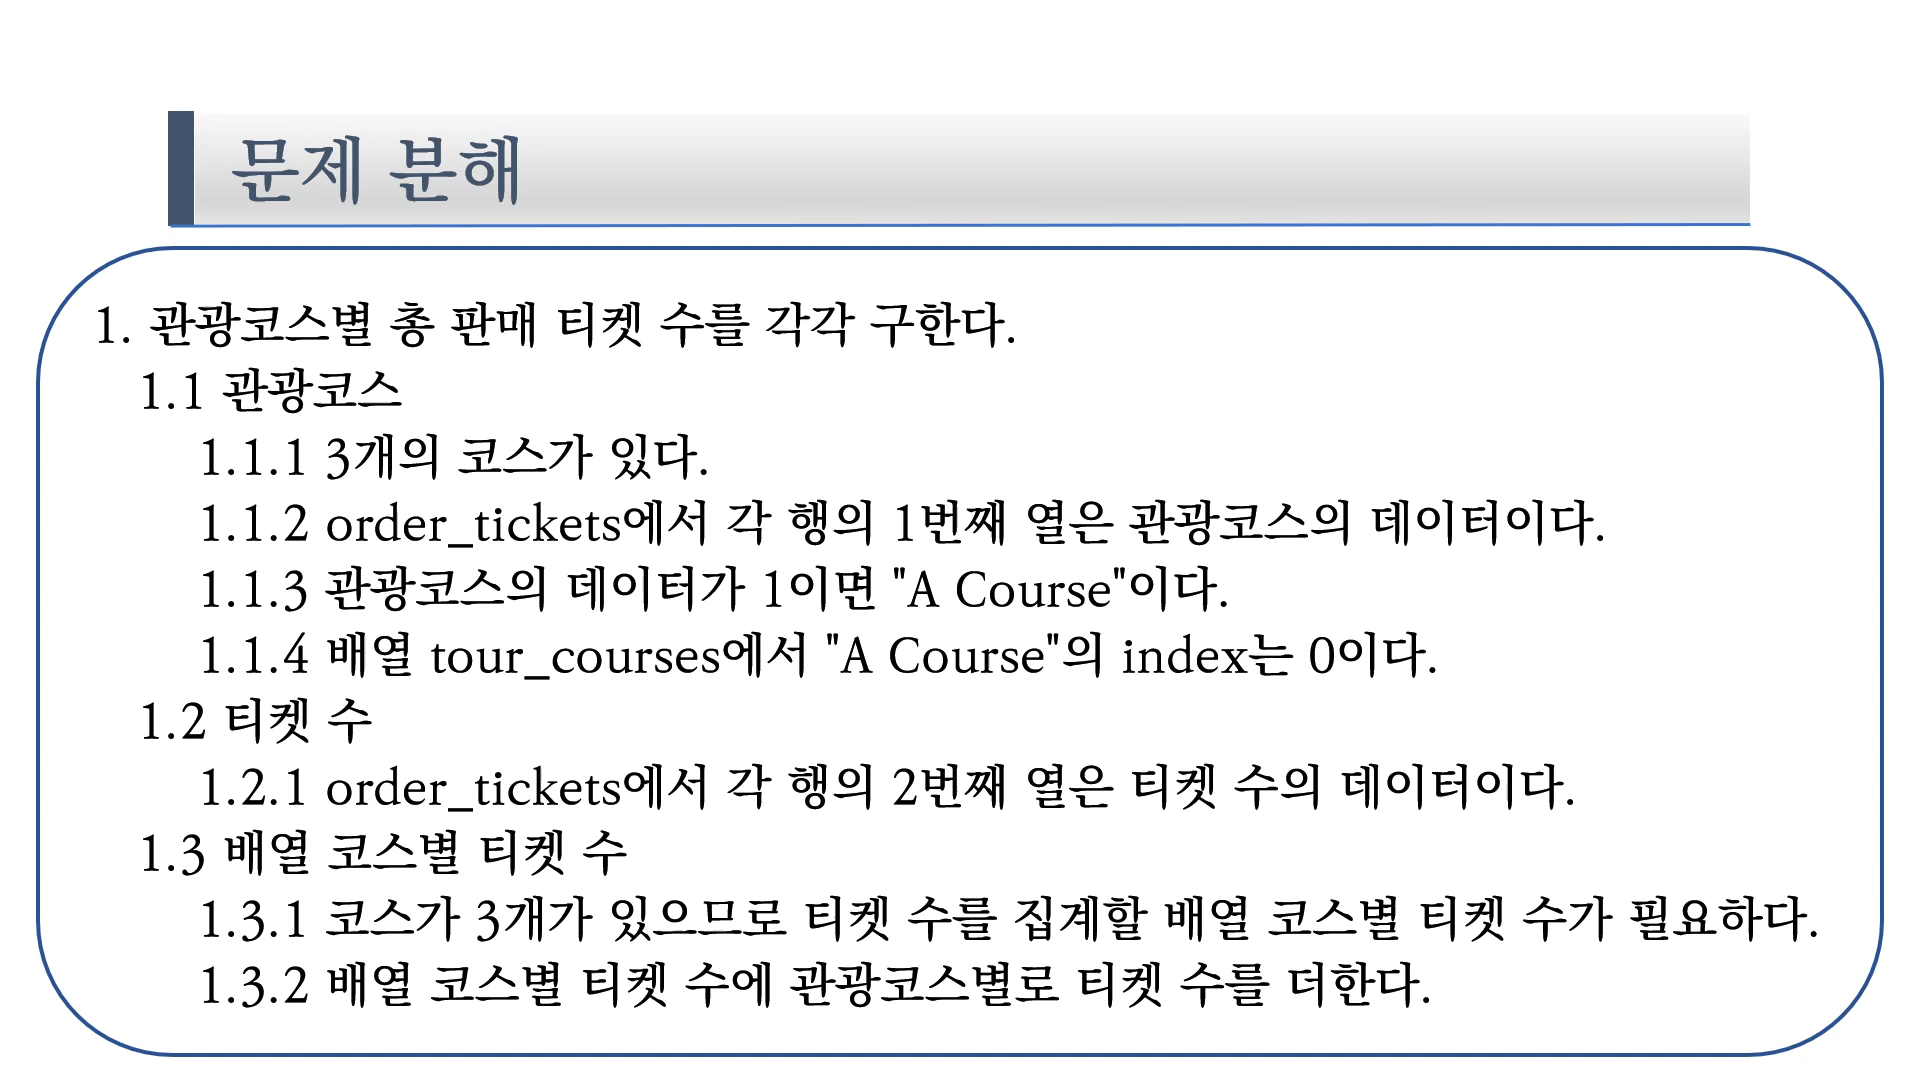 문제 분해
1. 관광코스별 총 판매 티켓 수를 각각 구한다.
1.1 관광코스
1.1.1 3개의 코스가 있다.
1.1.2 order_tickets에서 각 행의 1번째 열은 관광코스의 데이터이다.
1.1.3 관광코스의 데이터가 1이면 "A Course"이다.
1.1.4 배열 tour_courses에서 "A Course"의 index는 0이다.
1.2 티켓 수
1.2.1 order_tickets에서 각 행의 2번째 열은 티켓 수의 데이터이다.
1.3 배열 코스별 티켓 수
1.3.1 코스가 3개가 있으므로 티켓 수를 집계할 배열 코스별 티켓 수가 필요하다.
1.3.2 배열 코스별 티켓 수에 관광코스별로 티켓 수를 더한다.